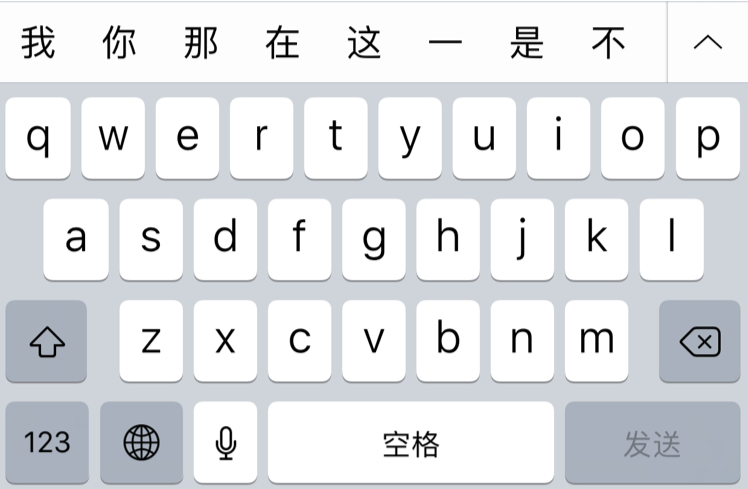 我 你 那 在 这 一 是 不
q w e r t y u i o p
a s d f g h j k l
z x c v b n m
123 空格 发送